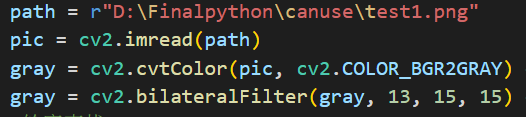 path = r"D:\Finalpython\canuse\test1.png"
pic = cv2.imread(path)
gray = cv2.cvtColor(pic, cv2.COLOR_BGR2GRAY)
gray = cv2.bilateralFilter(gray, 13, 15, 15)